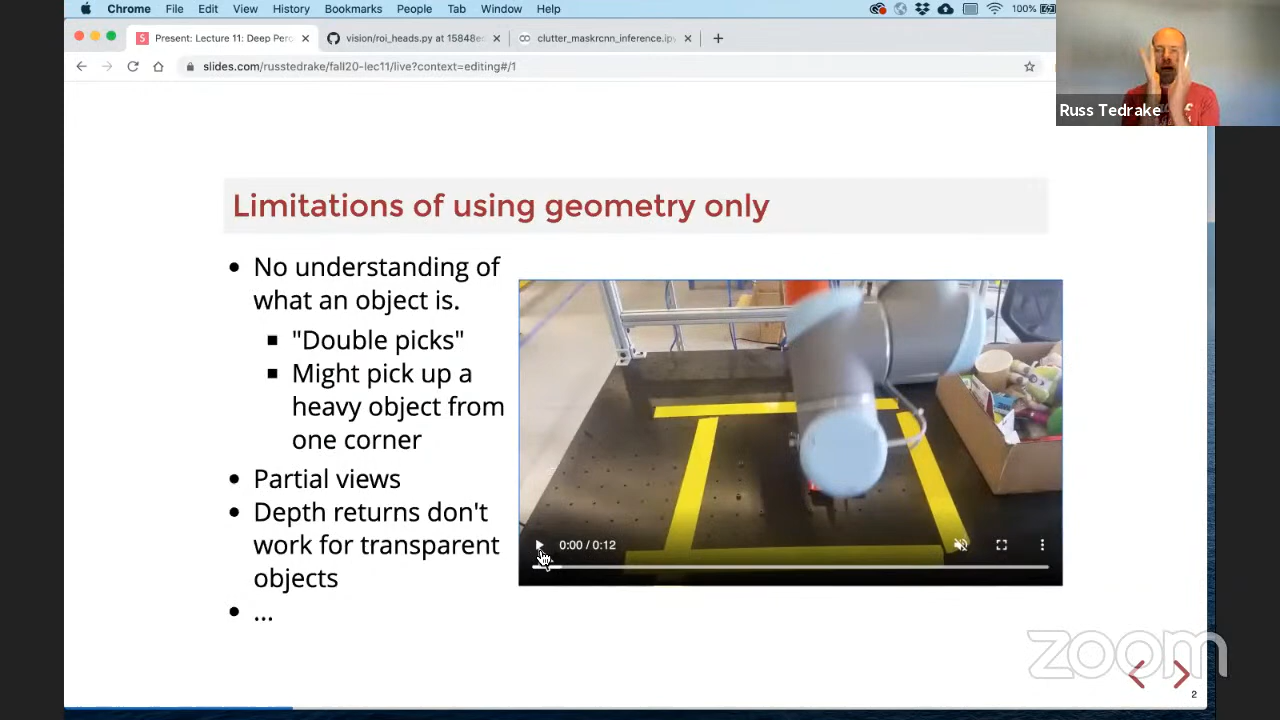 Chrome File Edit View History Bookmarks People Tab Window Help 100%
Present: Lecture 11: Deep Perc
vision/roi_heads.py at 15848e
clutter_maskrcnn_inference.ipy
slides.com/russtedrake/fall20-lec11/live?context=editing#/1
Russ Tedrake
Limitations of using geometry only
• No understanding of
what an object is.
▪ "Double picks"
▪ Might pick up a
heavy object from
one corner
• Partial views
• Depth returns don't
work for transparent
objects
• ...
0:00 / 0:12
zoom
2